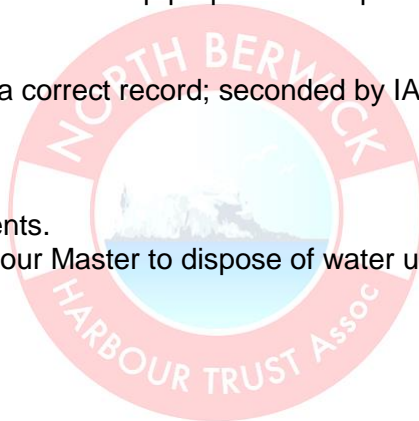 a correct record; seconded by IA
NORTH BERWICK
ents.
our Master to dispose of water u
HARBOUR TRUST Assoc